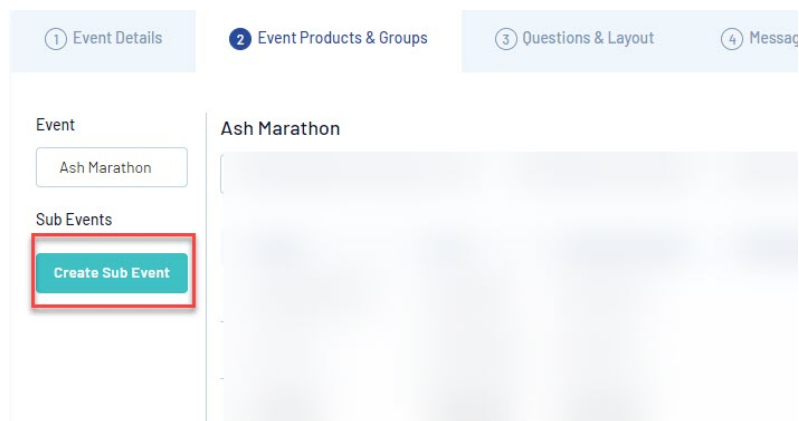 1 Event Details
2 Event Products & Groups
3 Questions & Layout
4 Messag
Event
Ash Marathon
Ash Marathon
Sub Events
Create Sub Event